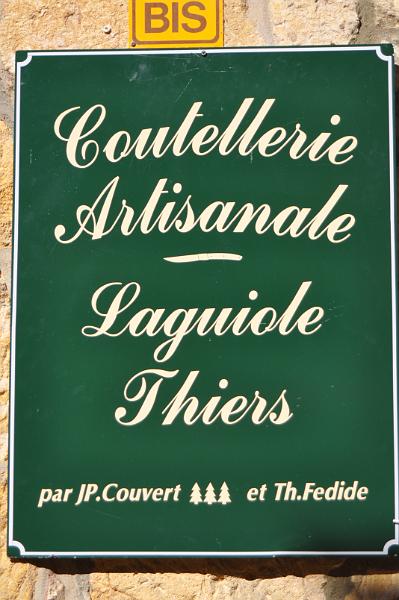 BIS
Coutellerie
Artisanale
Laguiole
Thiers
par JP.Couvert et Th.Fedide